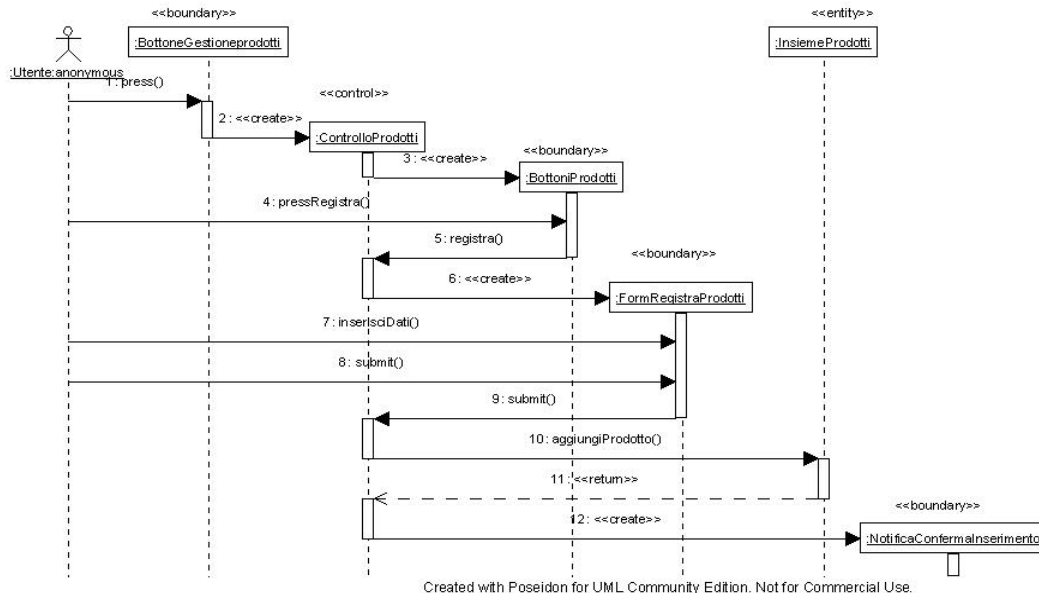 <<boundary>>
<<entity>>
:BottoneGestioneprodotti
:InsiemeProdotti
:Utente:anonymous
1 : press()
<<control>>
2 : <<create>>
:ControlloProdotti
<<boundary>>
3 : <<create>>
:BottoniProdotti
4 : pressRegistra()
5 : registra()
<<boundary>>
6 : <<create>>
:FormRegistraProdotti
7 : inserisciDati()
8 : submit()
9 : submit()
10 : aggiungiProdotto()
11 : <<return>>
<<boundary>>
12 : <<create>>
:NotificaConfermaInserimento
Created with Poseidon for UML Community Edition. Not for Commercial Use.